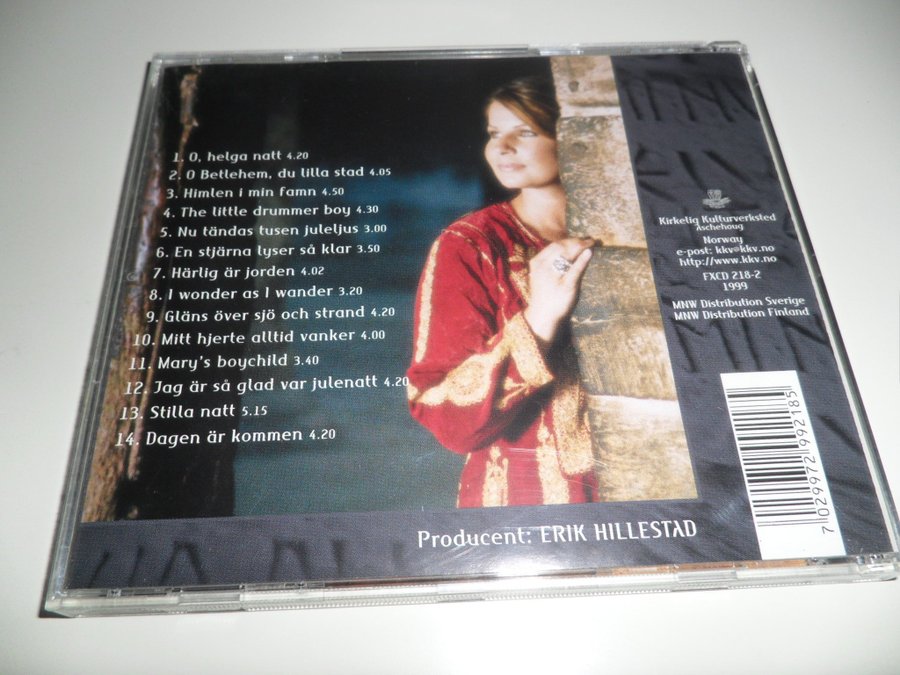 1. O, helga natt 4.20
2. O Betlehem, du lilla stad 4.05
3. Himlen i min famn 4.50
4. The little drummer boy 4.30
5. Nu tändas tusen juleljus 3.00
6. En stjärna lyser så klar 3.50
7. Härlig är jorden 4.02
8. I wonder as I wander 3.20
9. Gläns över sjö och strand 4.20
10. Mitt hjerte alltid vanker 4.00
11. Mary's boychild 3.40
12. Jag är så glad var julenatt 4.20
13. Stilla natt 5.15
14. Dagen är kommen 4.20
Kirkelig Kulturverksted
Aschehoug
Norway
e-post: kkv@kkv.no
http://www.kkv.no
FXCD 218-2
1999
MNW Distribution Sverige
MNW Distribution Finland
7 029972 992185
Producent: ERIK HILLESTAD